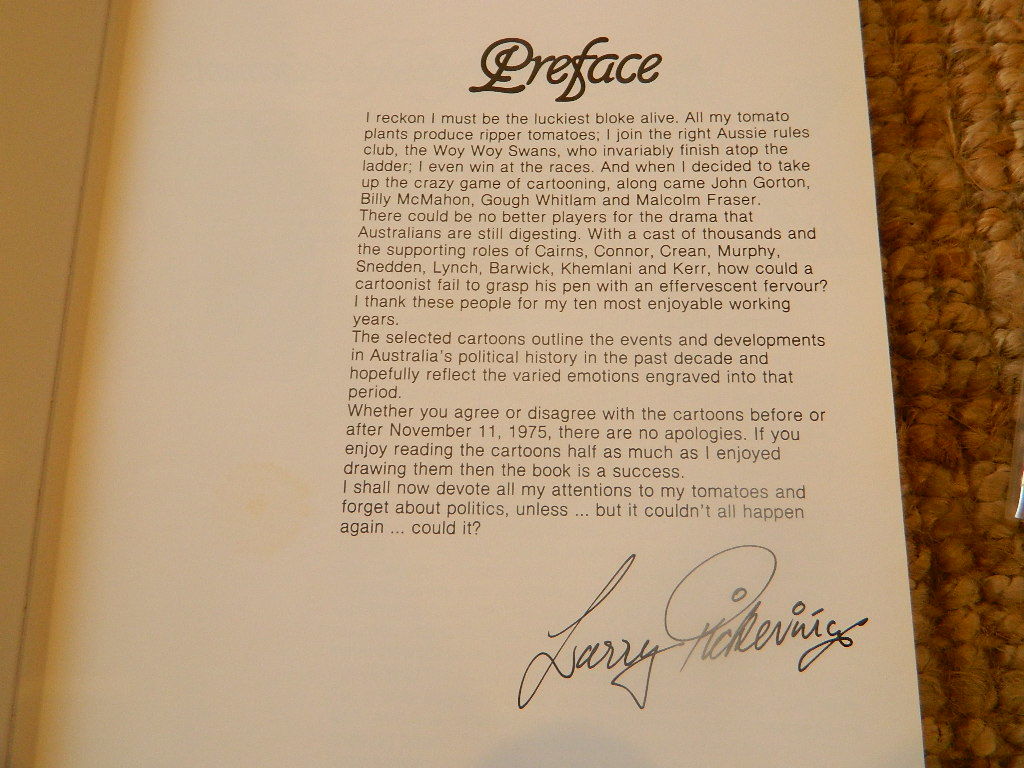 Preface
I reckon I must be the luckiest bloke alive. All my tomato
plants produce ripper tomatoes; I join the right Aussie rules
club, the Woy Woy Swans, who invariably finish atop the
ladder; I even win at the races. And when I decided to take
up the crazy game of cartooning, along came John Gorton,
Billy McMahon, Gough Whitlam and Malcolm Fraser.
There could be no better players for the drama that
Australians are still digesting. With a cast of thousands and
the supporting roles of Cairns, Connor, Crean, Murphy,
Snedden, Lynch, Barwick, Khemlani and Kerr, how could a
cartoonist fail to grasp his pen with an effervescent fervour?
I thank these people for my ten most enjoyable working
years.
The selected cartoons outline the events and developments
in Australia's political history in the past decade and
hopefully reflect the varied emotions engraved into that
period.
Whether you agree or disagree with the cartoons before or
after November 11, 1975, there are no apologies. If you
enjoy reading the cartoons half as much as I enjoyed
drawing them then the book is a success.
I shall now devote all my attentions to my tomatoes and
forget about politics, unless ... but it couldn't all happen
again ... could it?
Larry Pickering